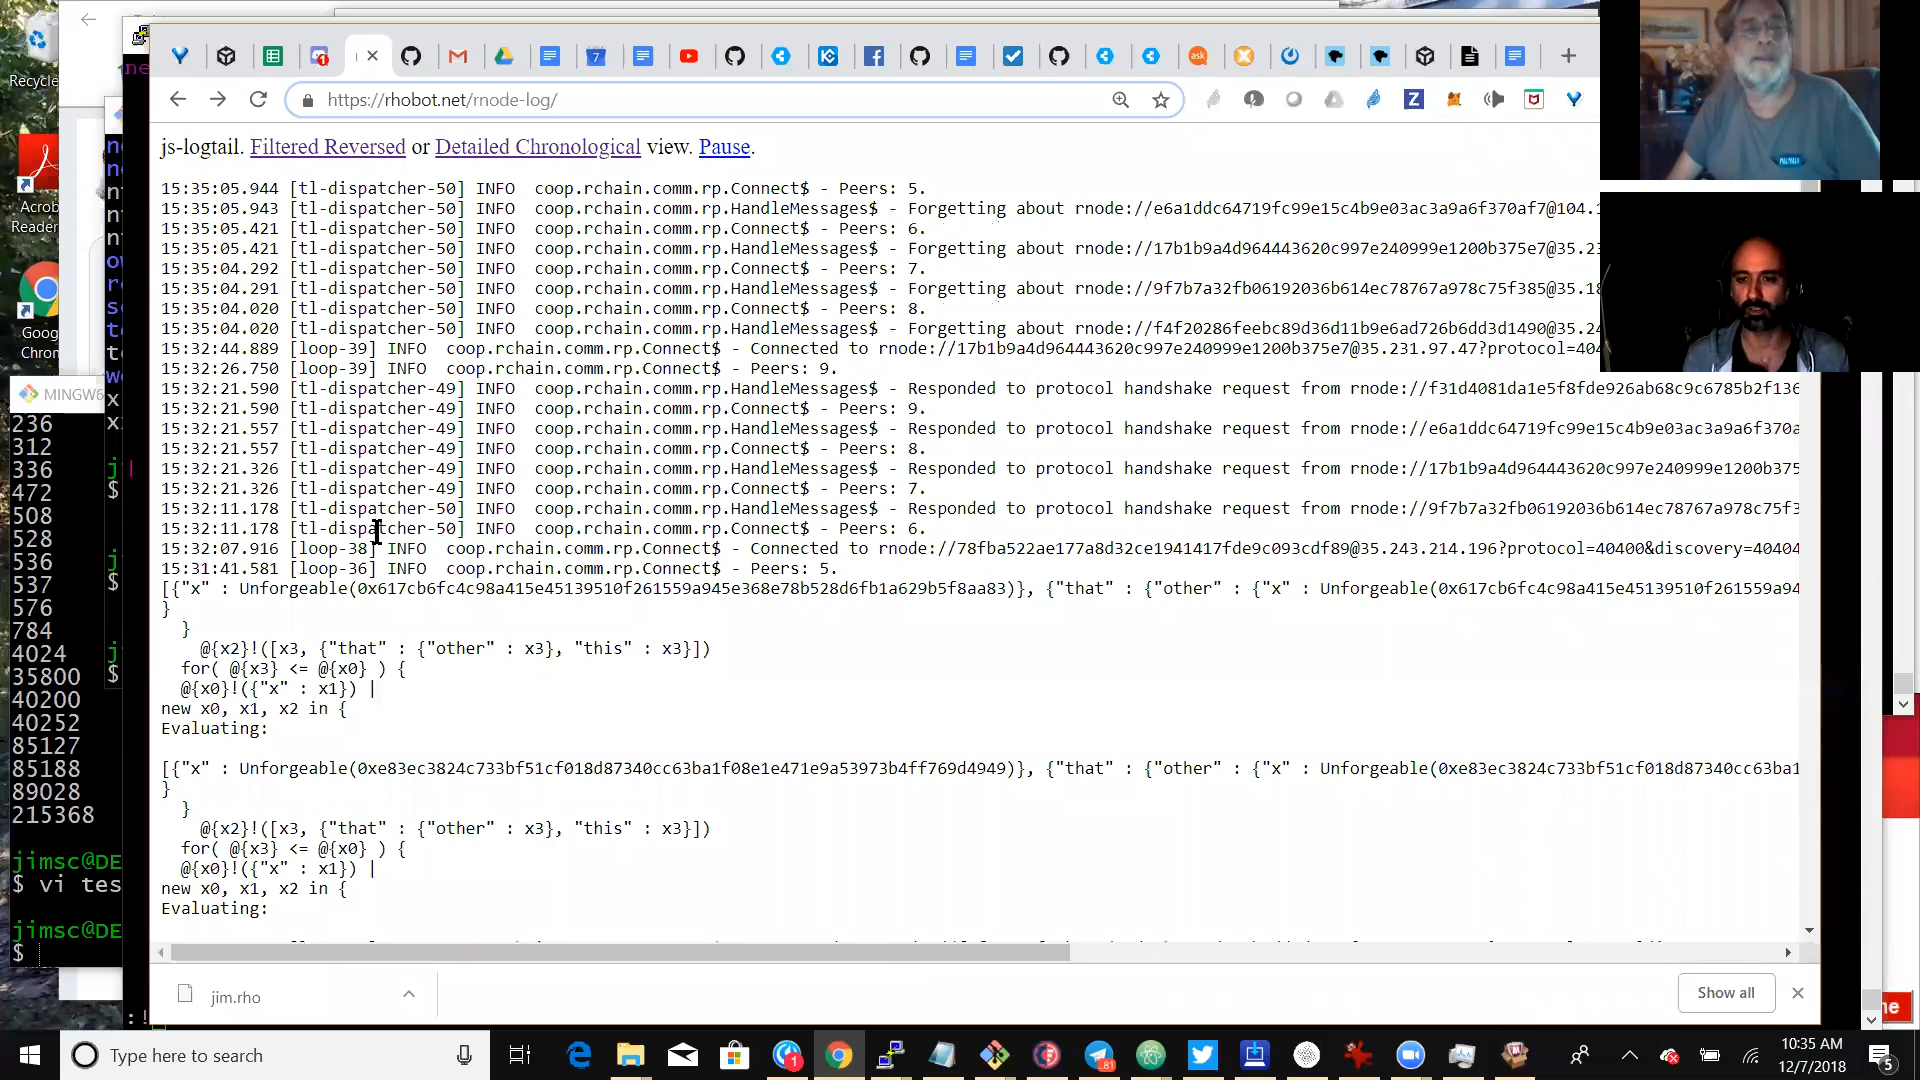 https://rhobot.net/rnode-log/
js-logtail. Filtered Reversed or Detailed Chronological view. Pause.
15:35:05.944 [tl-dispatcher-50] INFO  coop.rchain.comm.rp.Connect$ - Peers: 5.
15:35:05.943 [tl-dispatcher-50] INFO  coop.rchain.comm.rp.HandleMessages$ - Forgetting about rnode://e6a1ddc64719fc99e15c4b9e03ac3a9a6f370af7@104.1
15:35:05.421 [tl-dispatcher-50] INFO  coop.rchain.comm.rp.Connect$ - Peers: 6.
15:35:05.421 [tl-dispatcher-50] INFO  coop.rchain.comm.rp.HandleMessages$ - Forgetting about rnode://17b1b9a4d964443620c997e240999e1200b375e7@35.23
15:35:04.292 [tl-dispatcher-50] INFO  coop.rchain.comm.rp.Connect$ - Peers: 7.
15:35:04.291 [tl-dispatcher-50] INFO  coop.rchain.comm.rp.HandleMessages$ - Forgetting about rnode://9f7b7a32fb06192036b614ec78767a978c75f385@35.18
15:35:04.020 [tl-dispatcher-50] INFO  coop.rchain.comm.rp.Connect$ - Peers: 8.
15:35:04.020 [tl-dispatcher-50] INFO  coop.rchain.comm.rp.HandleMessages$ - Forgetting about rnode://f4f20286feebc89d36d11b9e6ad726b6dd3d1490@35.24
15:32:44.889 [loop-39] INFO  coop.rchain.comm.rp.Connect$ - Connected to rnode://17b1b9a4d964443620c997e240999e1200b375e7@35.231.97.47?protocol=404
15:32:26.750 [loop-39] INFO  coop.rchain.comm.rp.Connect$ - Peers: 9.
15:32:21.590 [tl-dispatcher-49] INFO  coop.rchain.comm.rp.HandleMessages$ - Responded to protocol handshake request from rnode://f31d4081da1e5f8fde926ab68c9c6785b2f136
15:32:21.590 [tl-dispatcher-49] INFO  coop.rchain.comm.rp.Connect$ - Peers: 9.
15:32:21.557 [tl-dispatcher-49] INFO  coop.rchain.comm.rp.HandleMessages$ - Responded to protocol handshake request from rnode://e6a1ddc64719fc99e15c4b9e03ac3a9a6f370a
15:32:21.557 [tl-dispatcher-49] INFO  coop.rchain.comm.rp.Connect$ - Peers: 8.
15:32:21.326 [tl-dispatcher-49] INFO  coop.rchain.comm.rp.HandleMessages$ - Responded to protocol handshake request from rnode://17b1b9a4d964443620c997e240999e1200b375
15:32:21.326 [tl-dispatcher-49] INFO  coop.rchain.comm.rp.Connect$ - Peers: 7.
15:32:11.178 [tl-dispatcher-50] INFO  coop.rchain.comm.rp.HandleMessages$ - Responded to protocol handshake request from rnode://9f7b7a32fb06192036b614ec78767a978c75f3
15:32:11.178 [tl-dispatcher-50] INFO  coop.rchain.comm.rp.Connect$ - Peers: 6.
15:32:07.916 [loop-38] INFO  coop.rchain.comm.rp.Connect$ - Connected to rnode://78fba522ae177a8d32ce1941417fde9c093cdf89@35.243.214.196?protocol=40400&discovery=40404
15:31:41.581 [loop-36] INFO  coop.rchain.comm.rp.Connect$ - Peers: 5.
[{"x" : Unforgeable(0x617cb6fc4c98a415e45139510f261559a945e368e78b528d6fb1a629b5f8aa83)}, {"that" : {"other" : {"x" : Unforgeable(0x617cb6fc4c98a415e45139510f261559a94
}
}
@{x2}!([x3, {"that" : {"other" : x3}, "this" : x3}])
for( @{x3} <= @{x0} ) {
@{x0}!({"x" : x1}) |
new x0, x1, x2 in {
Evaluating:
[{"x" : Unforgeable(0xe83ec3824c733bf51cf018d87340cc63ba1f08e1e471e9a53973b4ff769d4949)}, {"that" : {"other" : {"x" : Unforgeable(0xe83ec3824c733bf51cf018d87340cc63ba1
}
}
@{x2}!([x3, {"that" : {"other" : x3}, "this" : x3}])
for( @{x3} <= @{x0} ) {
@{x0}!({"x" : x1}) |
new x0, x1, x2 in {
Evaluating:
jim.rho
Show all
Recycle
Acrob
Reader
Goog
Chrom
MINGW6
236
312
336
472
508
528
536
537
576
784
4024
35800
40200
40252
85127
85188
89028
215368
jimsc@DE
$ vi tes
jimsc@DE
$
Type here to search
10:35 AM
12/7/2018